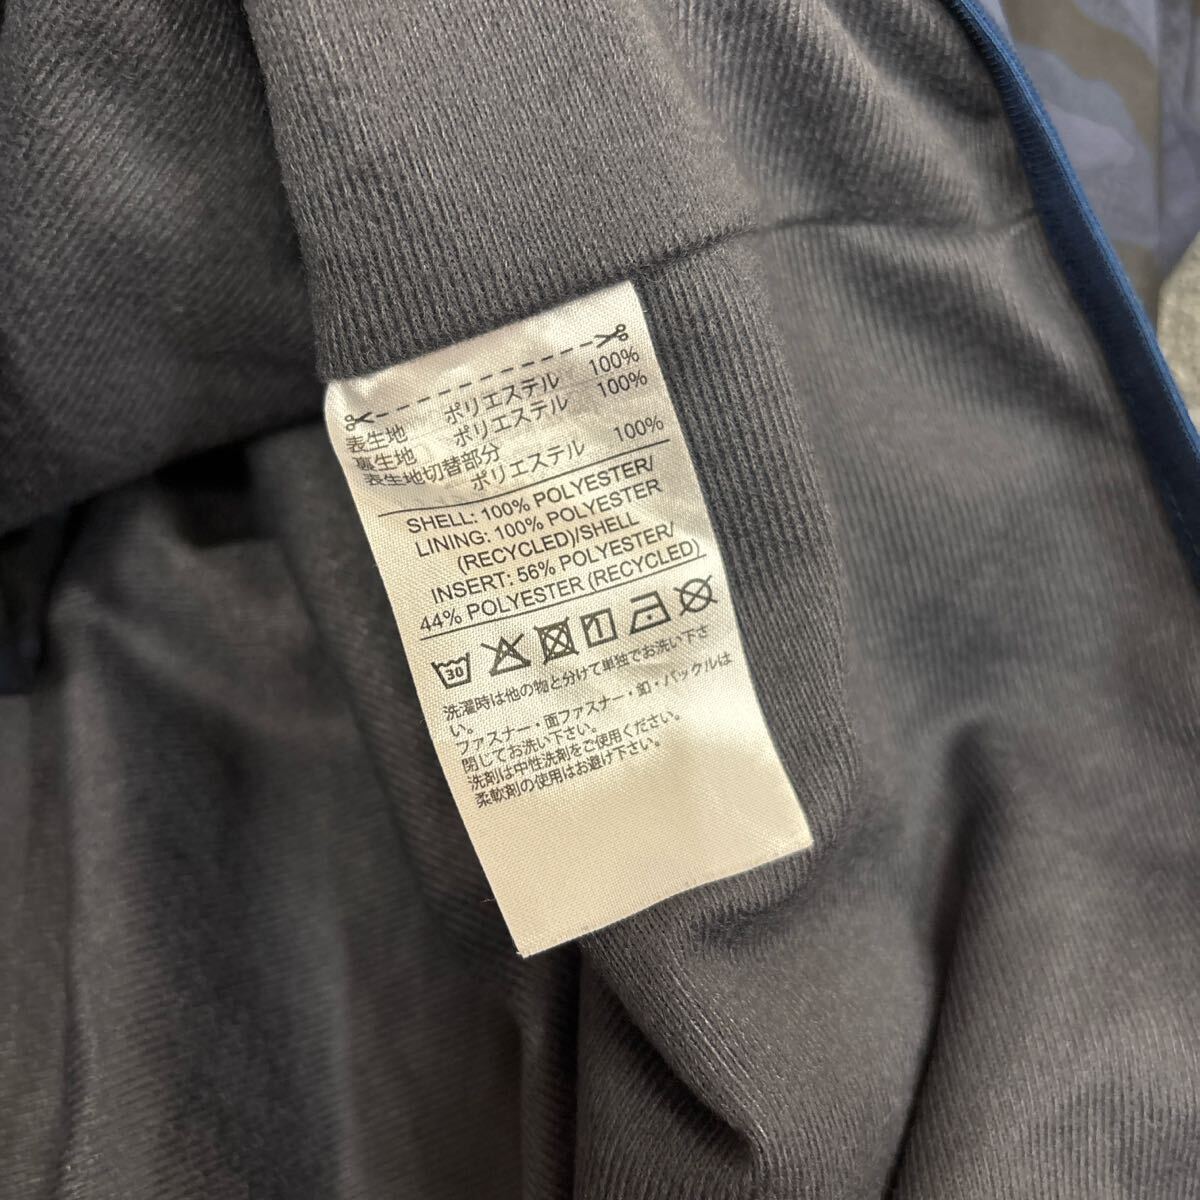 表生地 ポリエステル 100%
裏生地 ポリエステル 100%
表生地切替部分
ポリエステル 100%
SHELL: 100% POLYESTER/
LINING: 100% POLYESTER
(RECYCLED)/SHELL
INSERT: 56% POLYESTER/
44% POLYESTER (RECYCLED)
30
洗濯時は他の物と分けて単独でお洗い下さ
い。
ファスナー・面ファスナー・釦・バックルは
閉じてお洗い下さい。
洗剤は中性洗剤をご使用ください。
柔軟剤の使用はお避け下さい。